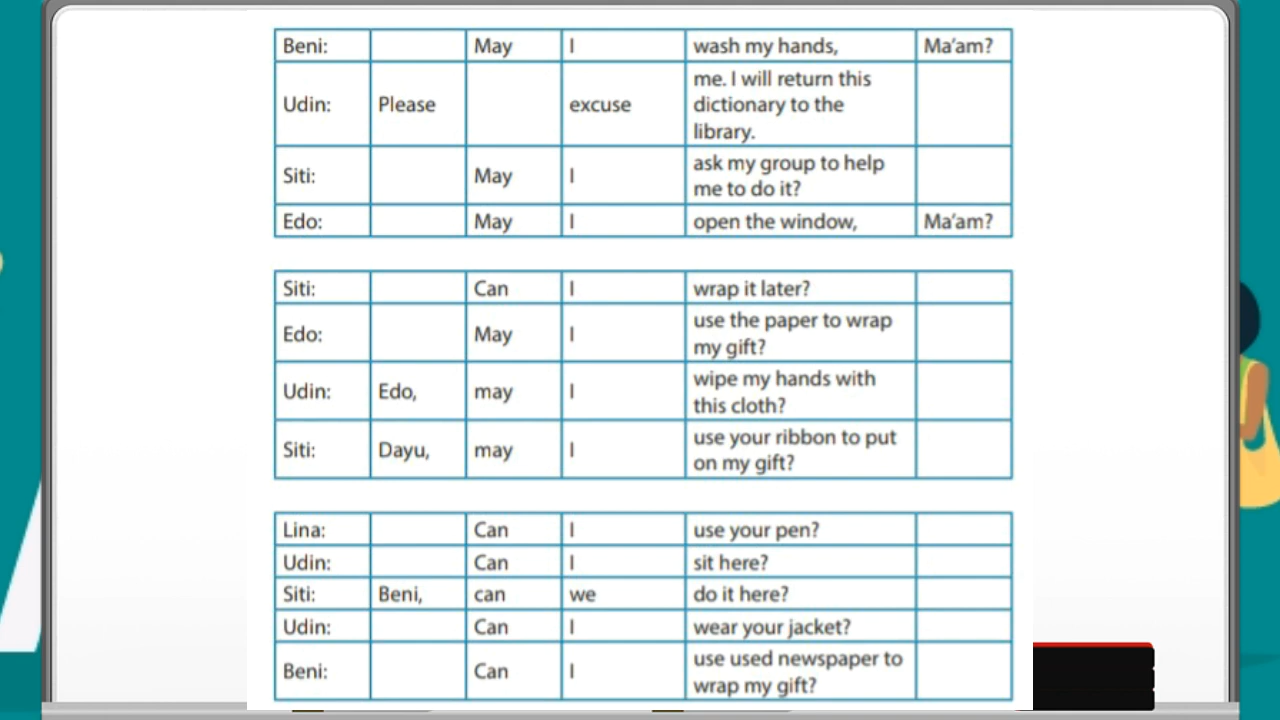 Beni: May I wash my hands, Ma'am?
Udin: Please excuse me. I will return this
dictionary to the
library.
Siti: May I ask my group to help
me to do it?
Edo: May I open the window, Ma'am?
Siti: Can I wrap it later?
Edo: May I use the paper to wrap
my gift?
Udin: Edo, may I wipe my hands with
this cloth?
Siti: Dayu, may I use your ribbon to put
on my gift?
Lina: Can I use your pen?
Udin: Can I sit here?
Siti: Beni, can we do it here?
Udin: Can I wear your jacket?
Beni: Can I use used newspaper to
wrap my gift?